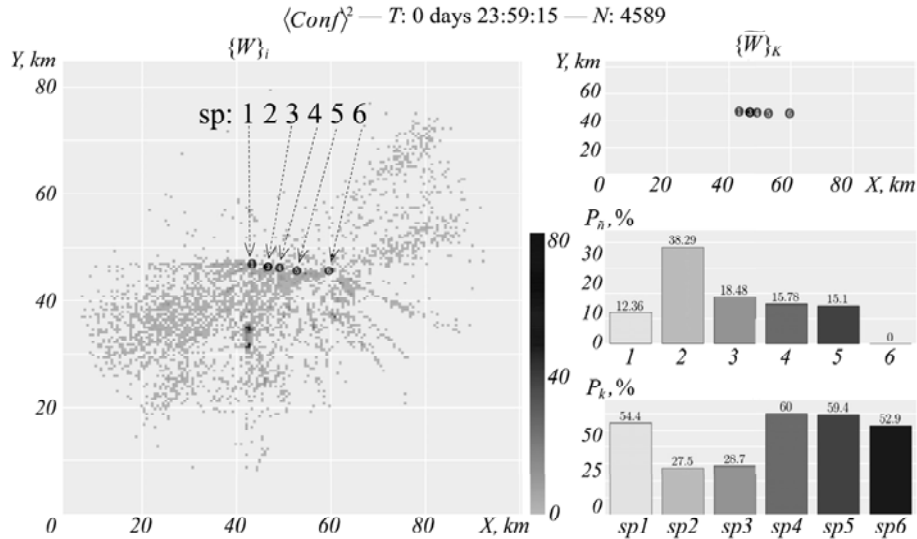 ⟨Conf⟩² — T: 0 days 23:59:15 — N: 4589
{W}i
Y, km
80
60
40
20
0
20
40
60
80
X, km
sp: 1 2 3 4 5 6
80
40
0
{W̅}K
Y, km
60
40
20
0
20
40
60
80
X, km
Pñ, %
30
20
10
0
12.36
38.29
18.48
15.78
15.1
0
1
2
3
4
5
6
Pk, %
50
25
0
54.4
27.5
28.7
60
59.4
52.9
sp1
sp2
sp3
sp4
sp5
sp6